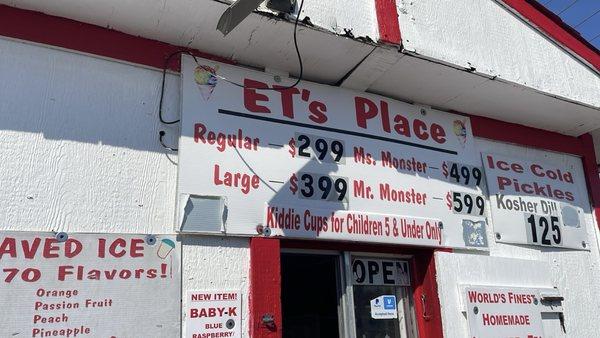 ET's Place
Regular — $299 Ms. Monster — $499
Large — $399 Mr. Monster — $599
Kiddie Cups for Children 5 & Under Only
Ice Cold
Pickles
Kosher Dill
125
AVED ICE
70 Flavors!
Orange
Passion Fruit
Peach
Pineapple
NEW ITEM!
BABY-K
BLUE
RASPBERRY/
OPEN
World's Finest
Homemade